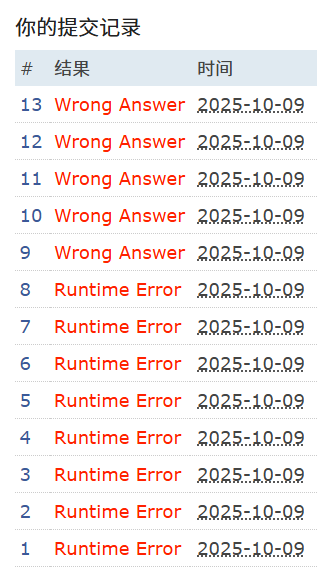 你的提交记录
# 结果 时间
13 Wrong Answer 2025-10-09
12 Wrong Answer 2025-10-09
11 Wrong Answer 2025-10-09
10 Wrong Answer 2025-10-09
9 Wrong Answer 2025-10-09
8 Runtime Error 2025-10-09
7 Runtime Error 2025-10-09
6 Runtime Error 2025-10-09
5 Runtime Error 2025-10-09
4 Runtime Error 2025-10-09
3 Runtime Error 2025-10-09
2 Runtime Error 2025-10-09
1 Runtime Error 2025-10-09